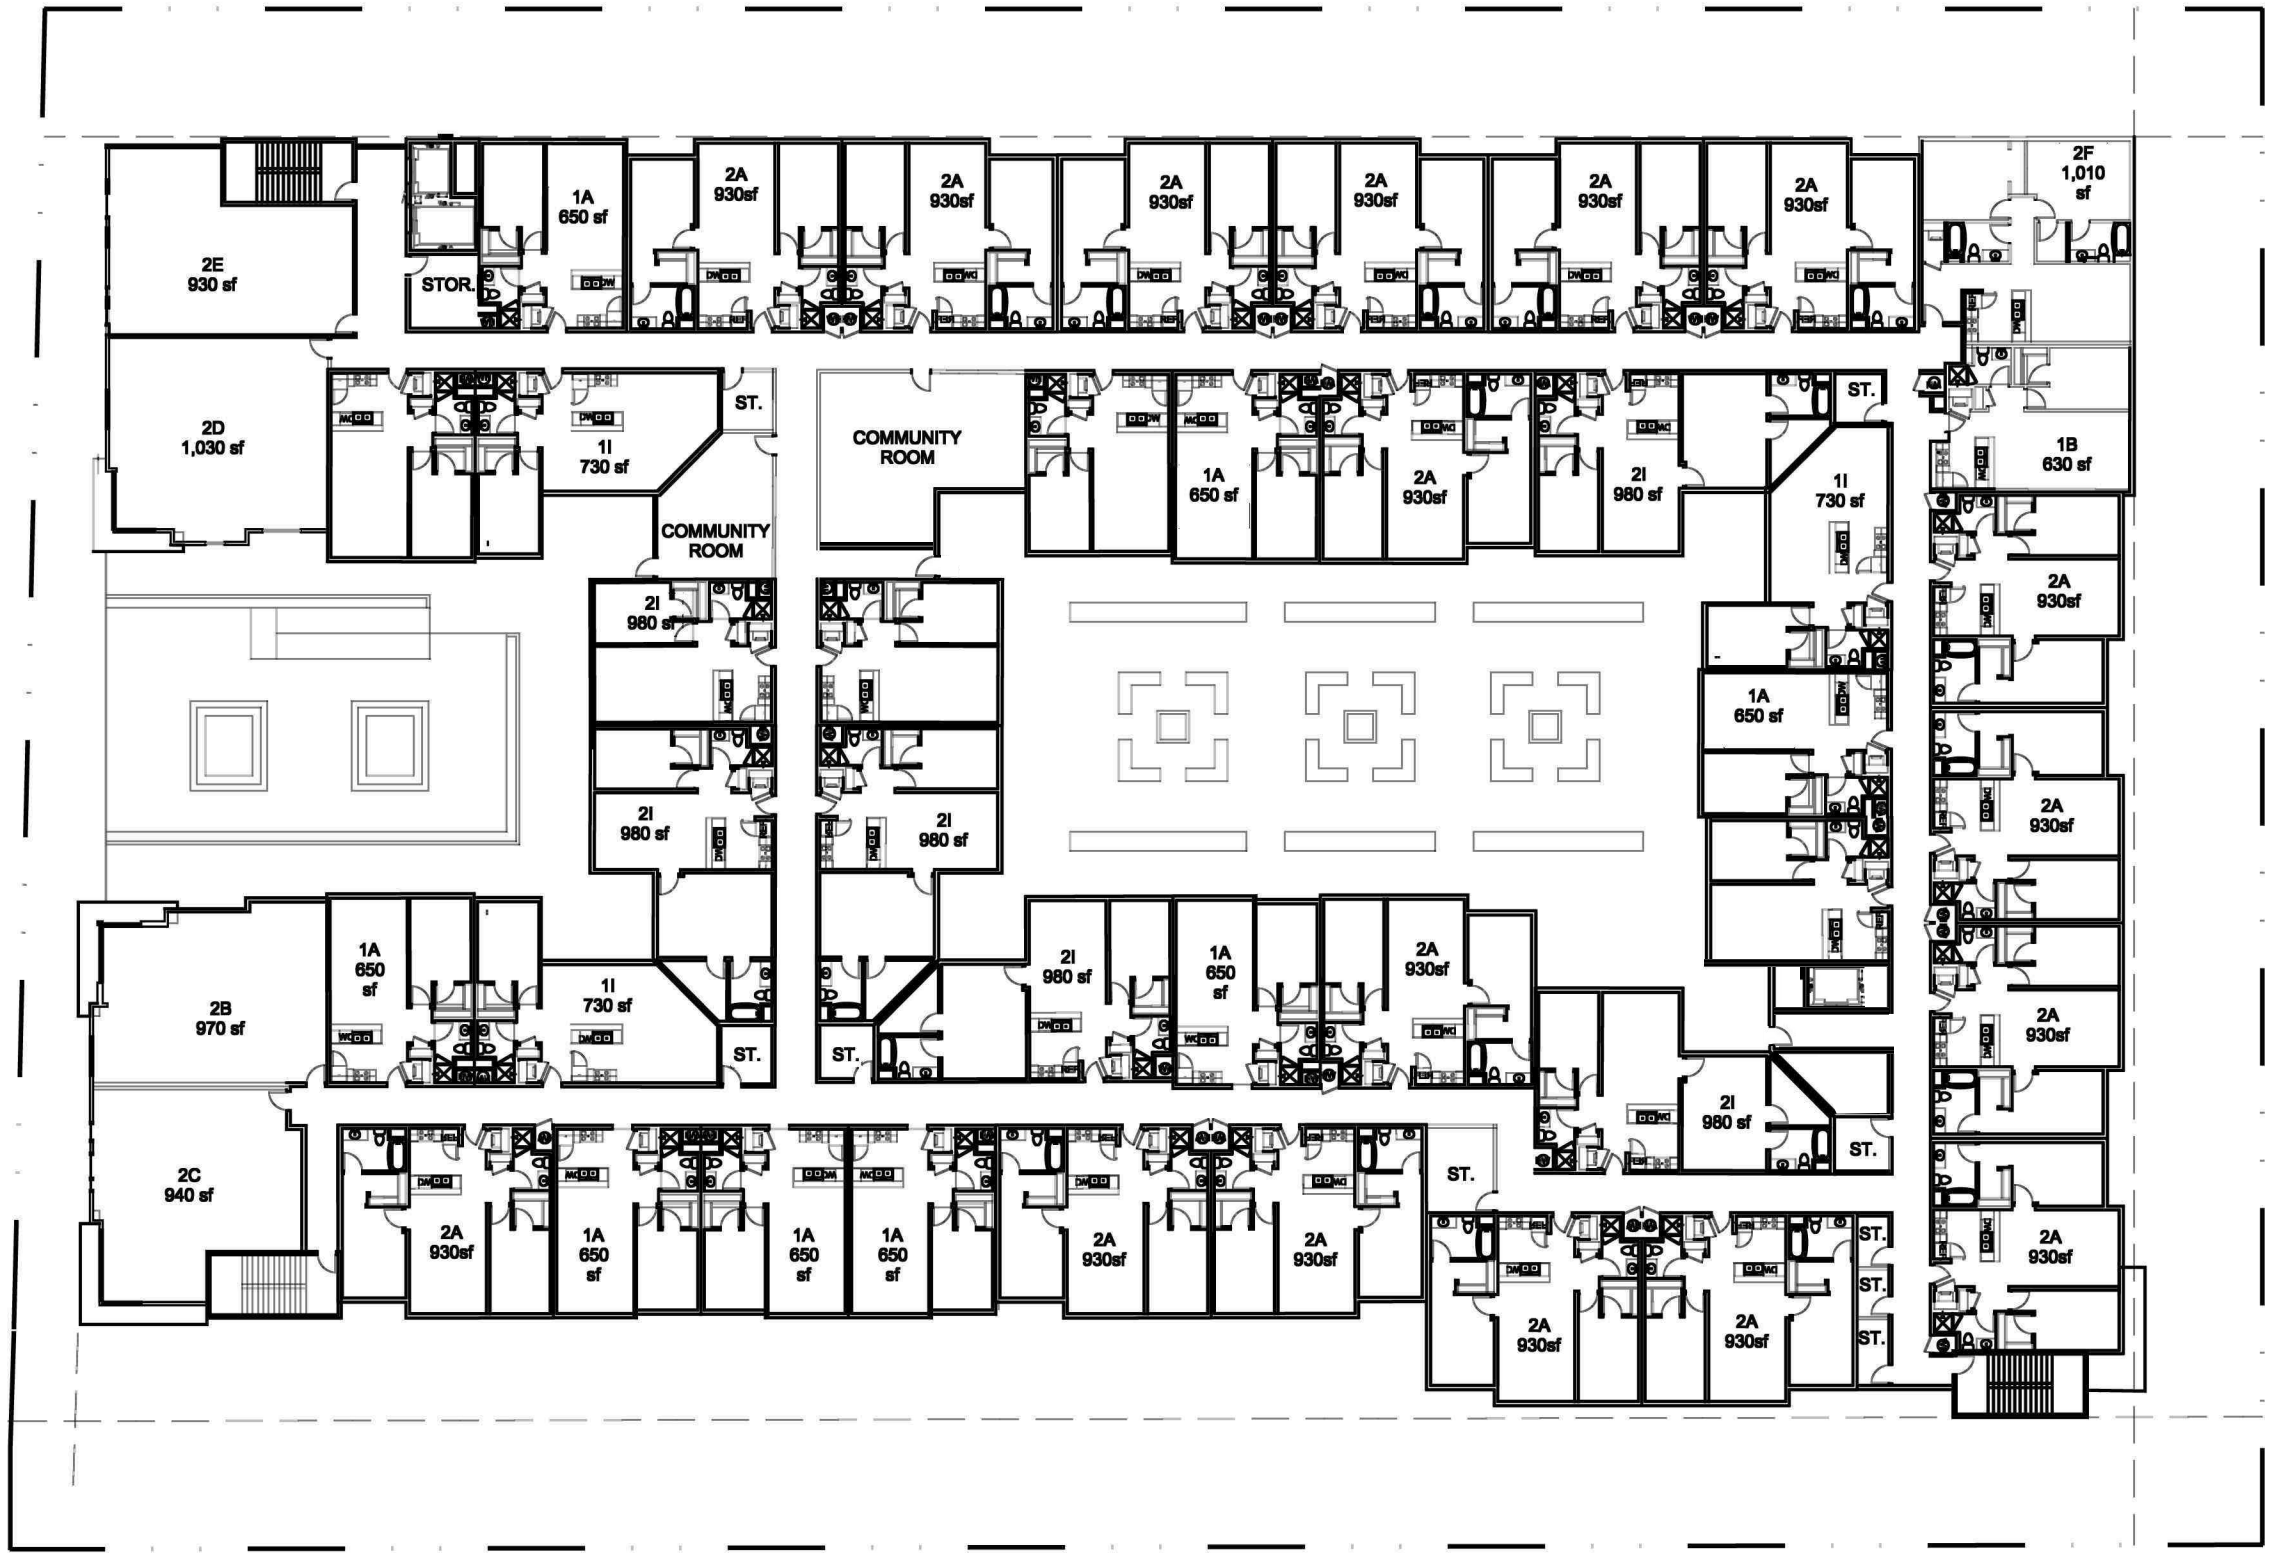 2F
1,010
sf
1A
650 sf
2A
930sf
2A
930sf
2A
930sf
2A
930sf
2A
930sf
2A
930sf
2E
930 sf
STOR.
2D
1,030 sf
1I
730 sf
ST.
COMMUNITY
ROOM
COMMUNITY
ROOM
1A
650 sf
2A
930sf
2I
980 sf
ST.
1I
730 sf
1B
630 sf
2I
980 sf
2A
930sf
1A
650 sf
2I
980 sf
2I
980 sf
2A
930sf
2B
970 sf
1A
650
sf
1I
730 sf
ST.
ST.
2I
980 sf
1A
650
sf
2A
930sf
2A
930sf
2I
980 sf
ST.
2C
940 sf
2A
930sf
1A
650
sf
1A
650
sf
1A
650
sf
2A
930sf
2A
930sf
ST.
2A
930sf
2A
930sf
ST.
ST.
ST.
2A
930sf